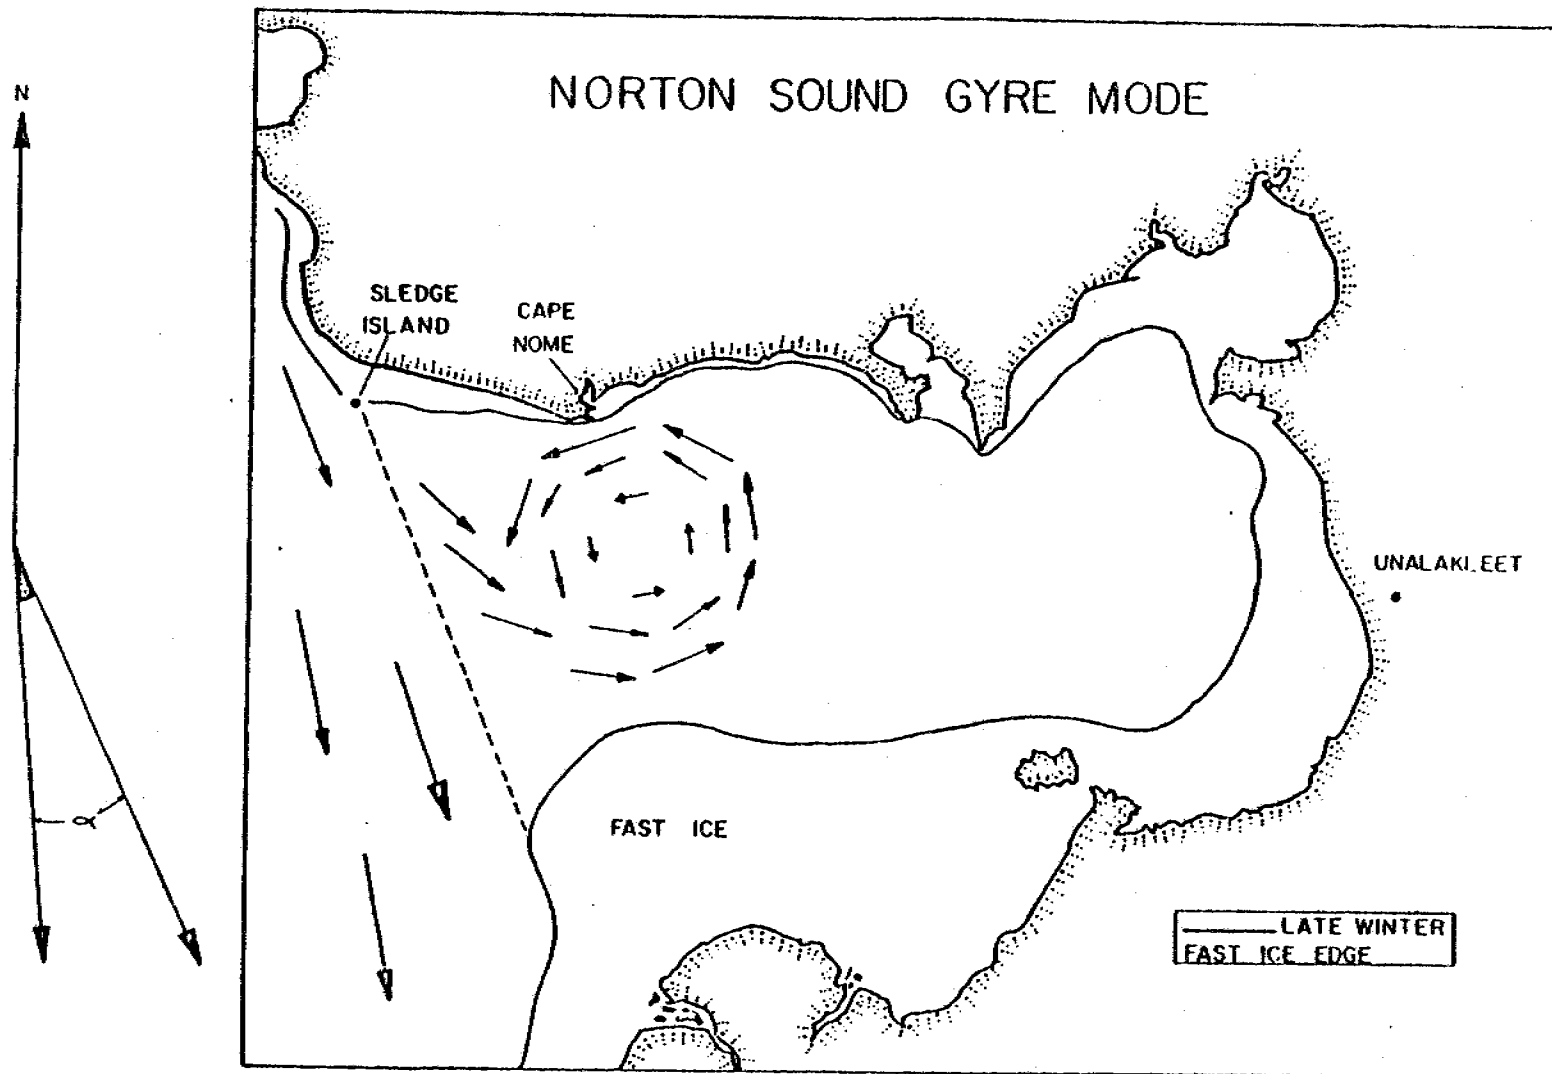 NORTON SOUND GYRE MODE
N
SLEDGE
ISLAND
CAPE
NOME
UNALAKLEET
α
FAST ICE
LATE WINTER
FAST ICE EDGE